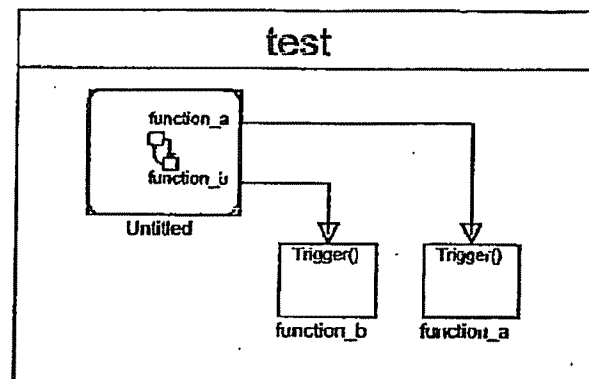 test
function_a
function_b
Untitled
Trigger()
Trigger()
function_b
function_a